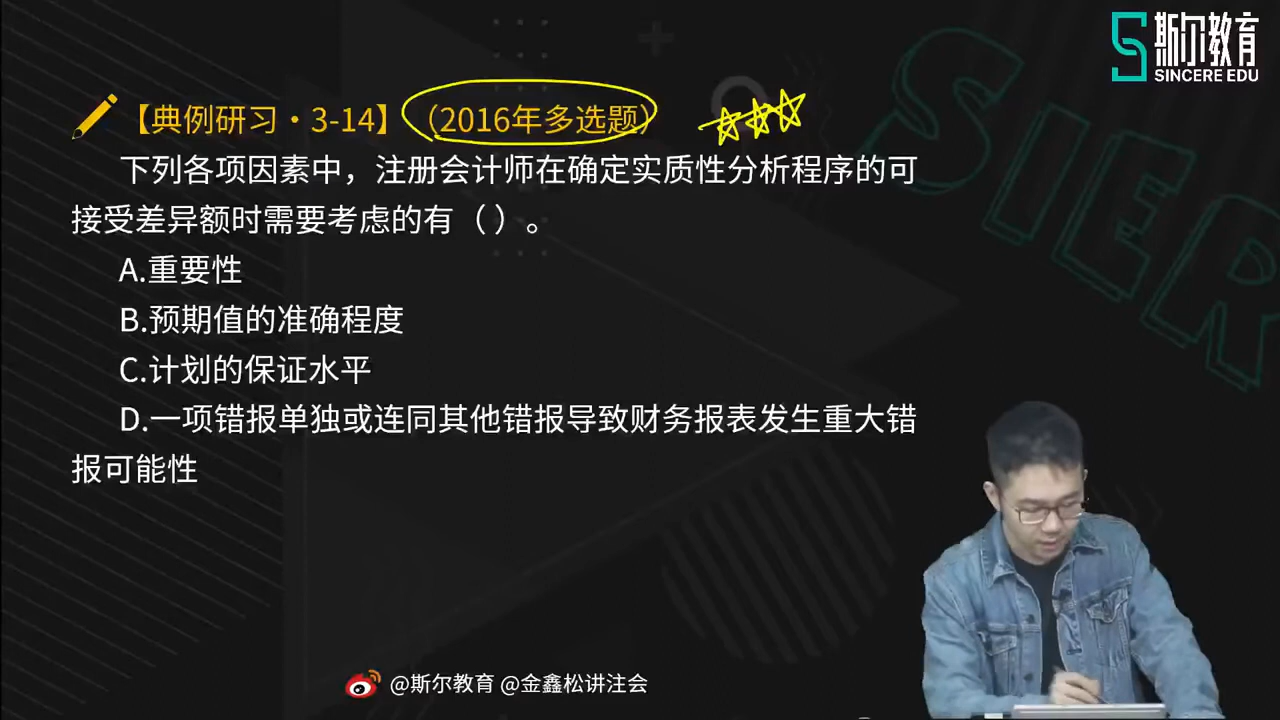 斯尔教育
SINCERE EDU
【典例研习·3-14】（2016年多选题）
下列各项因素中，注册会计师在确定实质性分析程序的可
接受差异额时需要考虑的有（ ）。
A.重要性
B.预期值的准确程度
C.计划的保证水平
D.一项错报单独或连同其他错报导致财务报表发生重大错
报可能性
@斯尔教育 @金鑫松讲注会